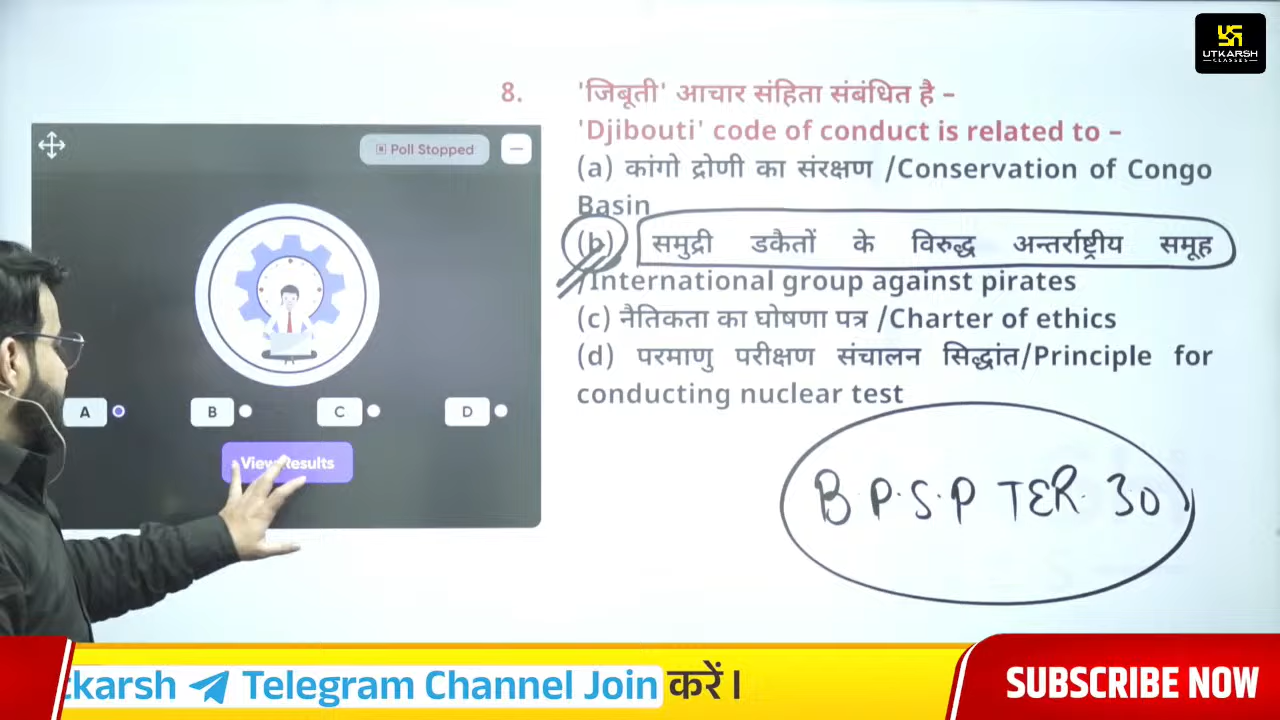 UTKARSH
CLASSES
8. 'जिबूती' आचार संहिता संबंधित है –
'Djibouti' code of conduct is related to –
(a) कांगो द्रोणी का संरक्षण /Conservation of Congo
Basin
(b) समुद्री डकैतों के विरुद्ध अन्तर्राष्ट्रीय समूह
/International group against pirates
(c) नैतिकता का घोषणा पत्र /Charter of ethics
(d) परमाणु परीक्षण संचालन सिद्धांत/Principle for
conducting nuclear test
Poll Stopped
A B C D
View Results
B.P.S.P TER. 30
tkarsh Telegram Channel Join करें।
SUBSCRIBE NOW